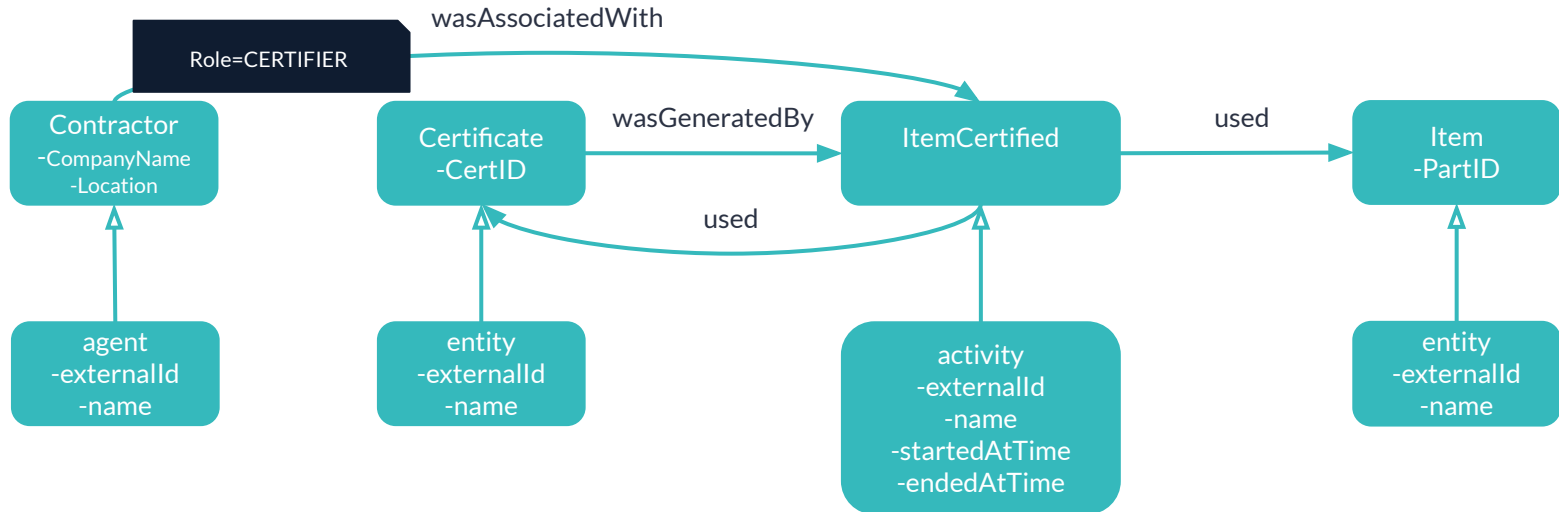 wasAssociatedWith
Role=CERTIFIER
Contractor
-CompanyName
-Location
Certificate
-CertID
wasGeneratedBy
ItemCertified
used
Item
-PartID
used
agent
-externalId
-name
entity
-externalId
-name
activity
-externalId
-name
-startedAtTime
-endedAtTime
entity
-externalId
-name